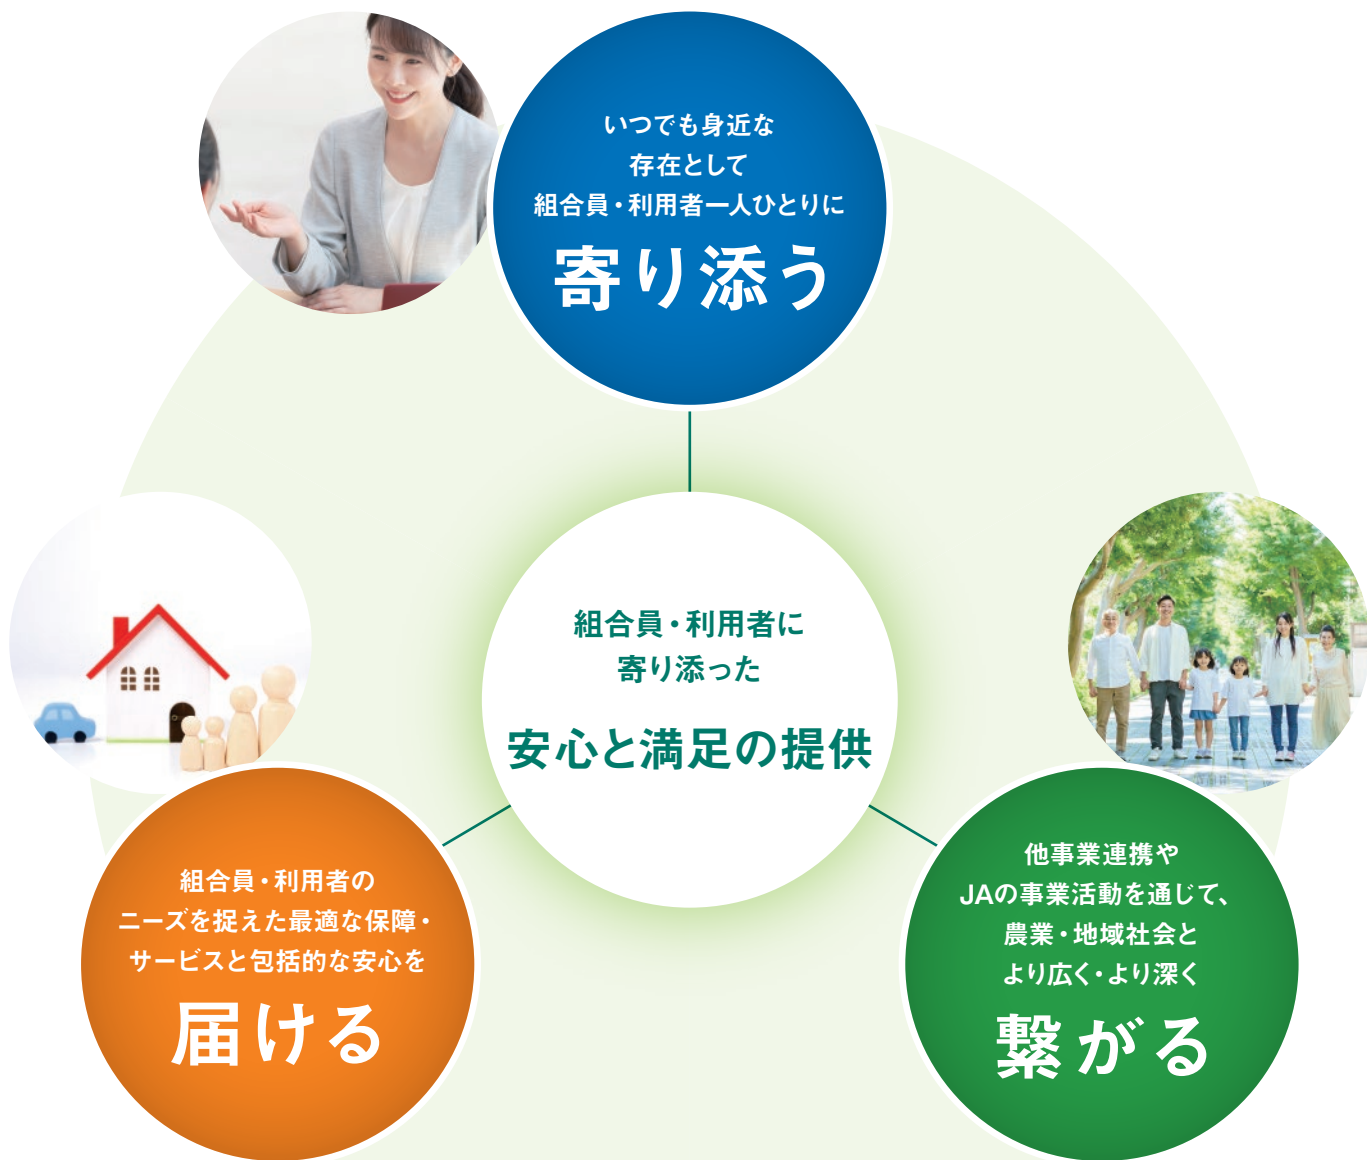 いつでも身近な
存在として
組合員・利用者一人ひとりに
寄り添う
組合員・利用者に
寄り添った
安心と満足の提供
組合員・利用者の
ニーズを捉えた最適な保障・
サービスと包括的な安心を
届ける
他事業連携や
JAの事業活動を通じて、
農業・地域社会と
より広く・より深く
繋がる